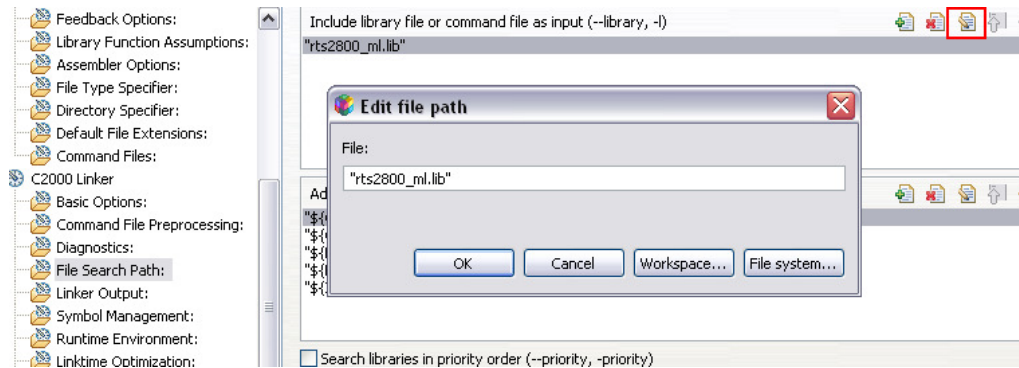 Feedback Options:
Library Function Assumptions:
Assembler Options:
File Type Specifier:
Directory Specifier:
Default File Extensions:
Command Files:
C2000 Linker
Basic Options:
Command File Preprocessing:
Diagnostics:
File Search Path:
Linker Output:
Symbol Management:
Runtime Environment:
Linktime Optimization:
Include library file or command file as input (--library, -l)
"rts2800_ml.lib"
Edit file path
File:
"rts2800_ml.lib"
OK Cancel Workspace... File system...
Ad
"${
"${
"${
"${
"${
Search libraries in priority order (--priority, -priority)